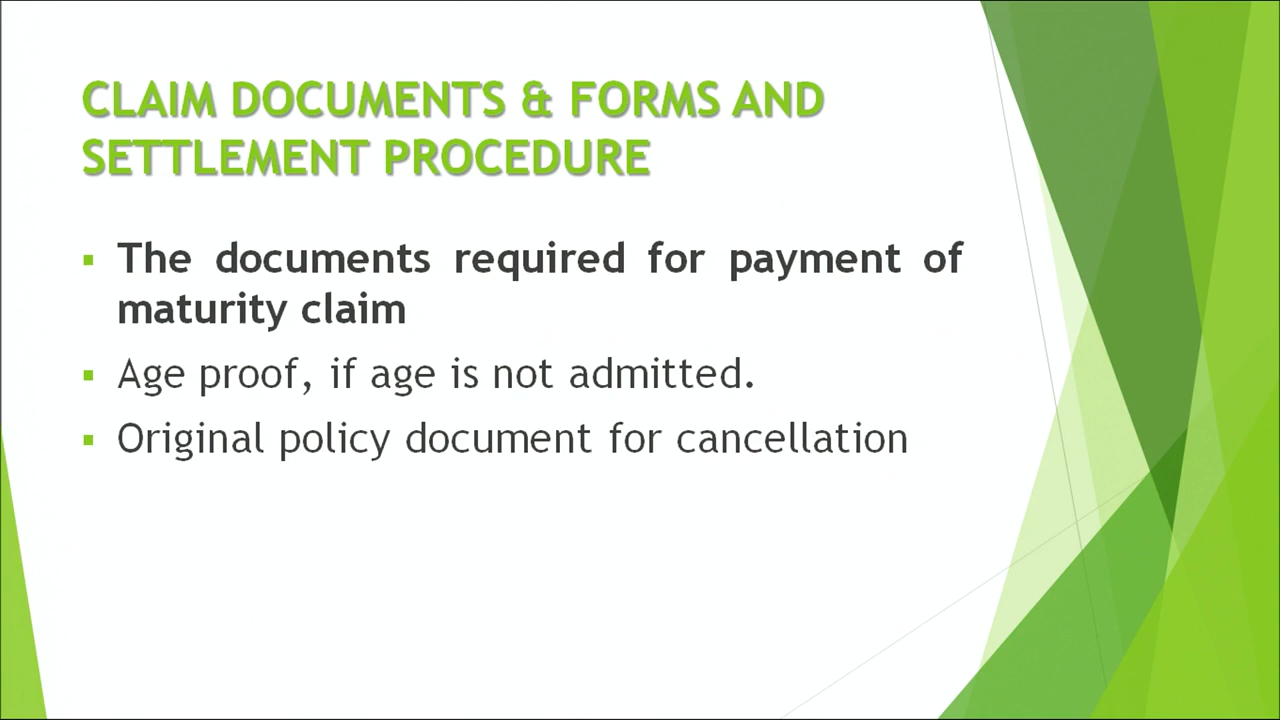 CLAIM DOCUMENTS & FORMS AND
SETTLEMENT PROCEDURE
▪ The documents required for payment of
maturity claim
▪ Age proof, if age is not admitted.
▪ Original policy document for cancellation